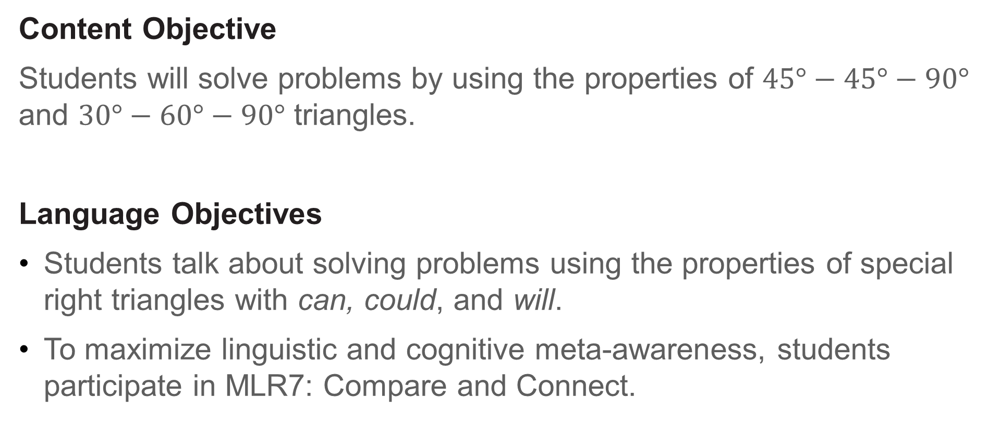 Content Objective
Students will solve problems by using the properties of 45° − 45° − 90°
and 30° − 60° − 90° triangles.
Language Objectives
• Students talk about solving problems using the properties of special
right triangles with can, could, and will.
• To maximize linguistic and cognitive meta-awareness, students
participate in MLR7: Compare and Connect.